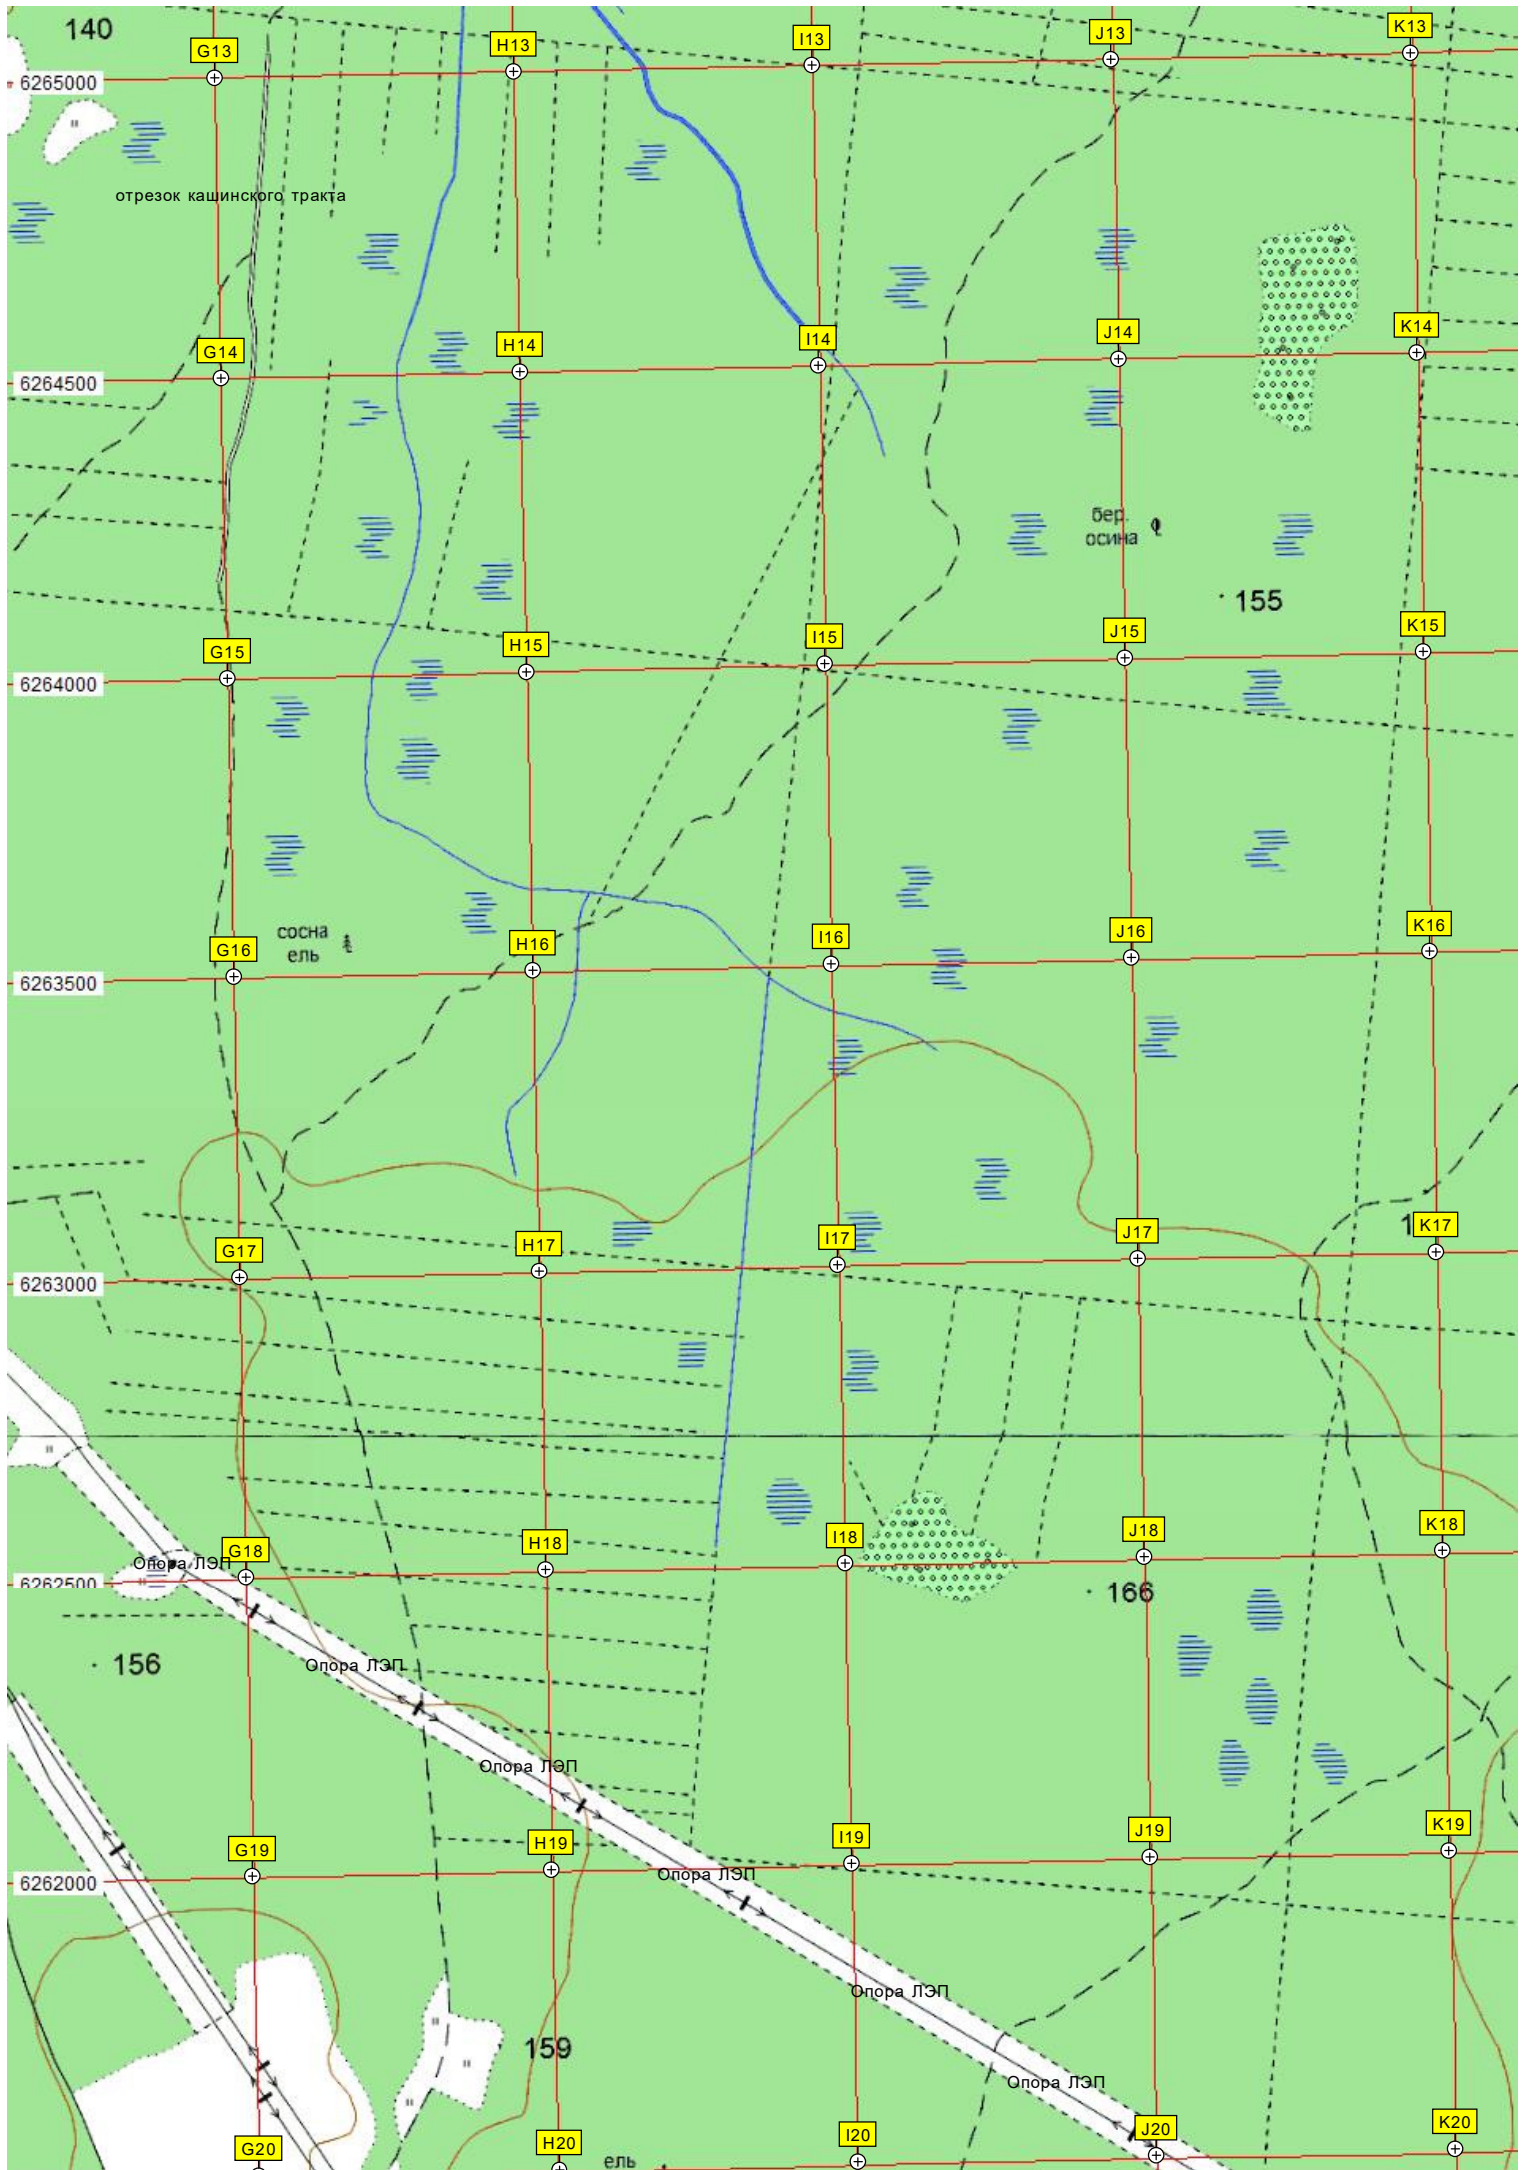 140
G13
H13
I13
J13
K13
6265000
отрезок кашинского тракта
G14
H14
I14
J14
K14
6264500
бер.
осина
155
G15
H15
I15
J15
K15
6264000
сосна
ель
G16
H16
I16
J16
K16
6263500
G17
H17
I17
J17
K17
6263000
G18
H18
I18
J18
K18
Опора ЛЭП
6262500
166
156
Опора ЛЭП
Опора ЛЭП
G19
H19
I19
J19
K19
Опора ЛЭП
6262000
Опора ЛЭП
159
Опора ЛЭП
G20
H20
I20
J20
K20
ель